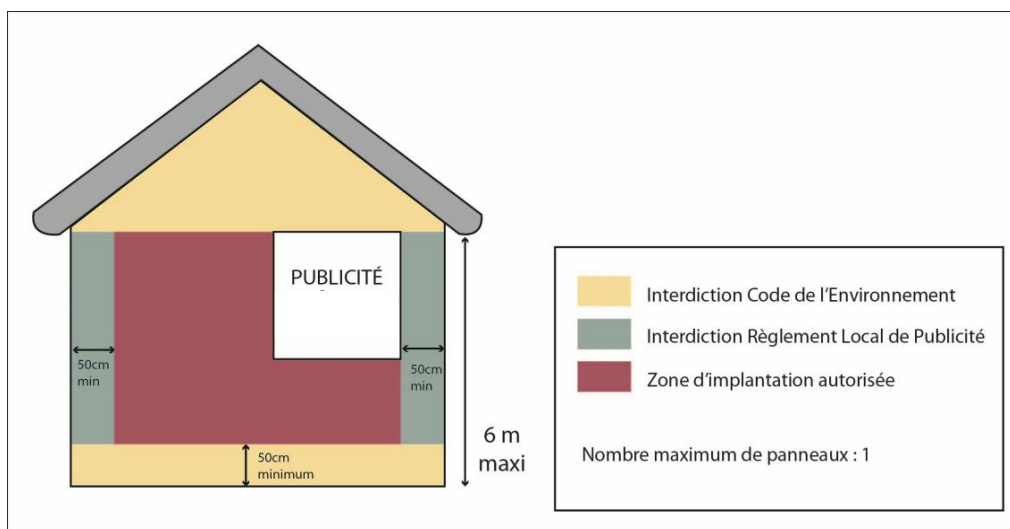 PUBLICITÉ
50cm
min
50cm
min
50cm
minimum
6 m
maxi
Interdiction Code de l'Environnement
Interdiction Règlement Local de Publicité
Zone d'implantation autorisée
Nombre maximum de panneaux : 1